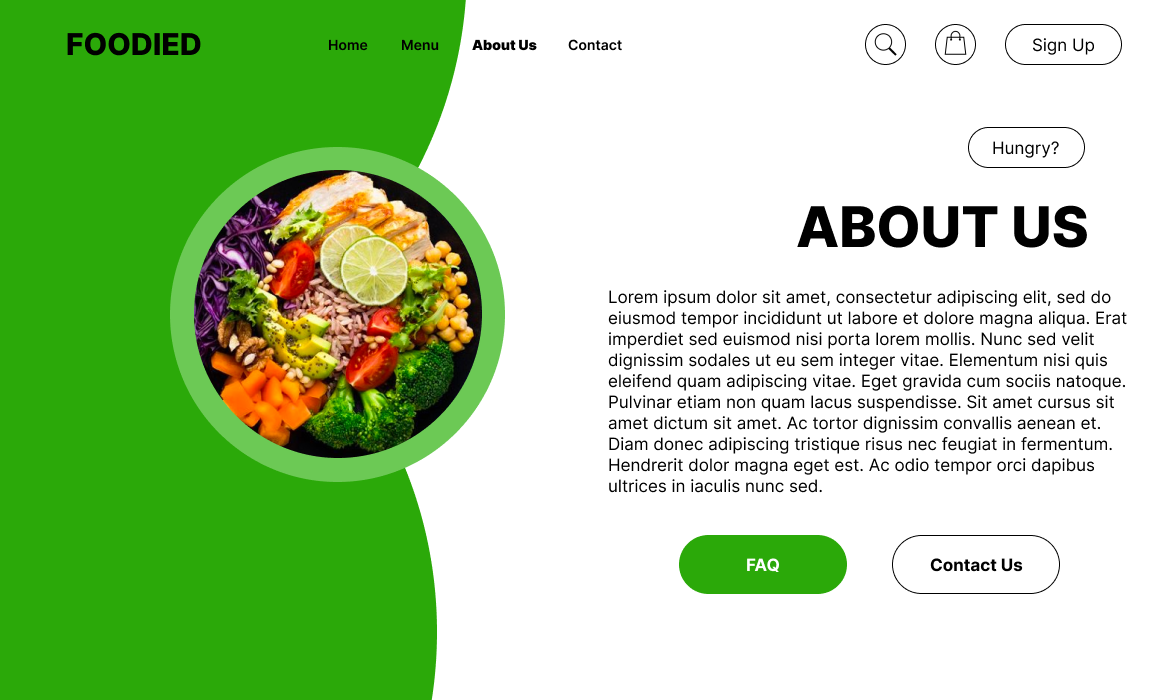 FOODIED
Home
Menu
About Us
Contact
Sign Up
Hungry?
ABOUT US
Lorem ipsum dolor sit amet, consectetur adipiscing elit, sed do
eiusmod tempor incididunt ut labore et dolore magna aliqua. Erat
imperdiet sed euismod nisi porta lorem mollis. Nunc sed velit
dignissim sodales ut eu sem integer vitae. Elementum nisi quis
eleifend quam adipiscing vitae. Eget gravida cum sociis natoque.
Pulvinar etiam non quam lacus suspendisse. Sit amet cursus sit
amet dictum sit amet. Ac tortor dignissim convallis aenean et.
Diam donec adipiscing tristique risus nec feugiat in fermentum.
Hendrerit dolor magna eget est. Ac odio tempor orci dapibus
ultrices in iaculis nunc sed.
FAQ
Contact Us